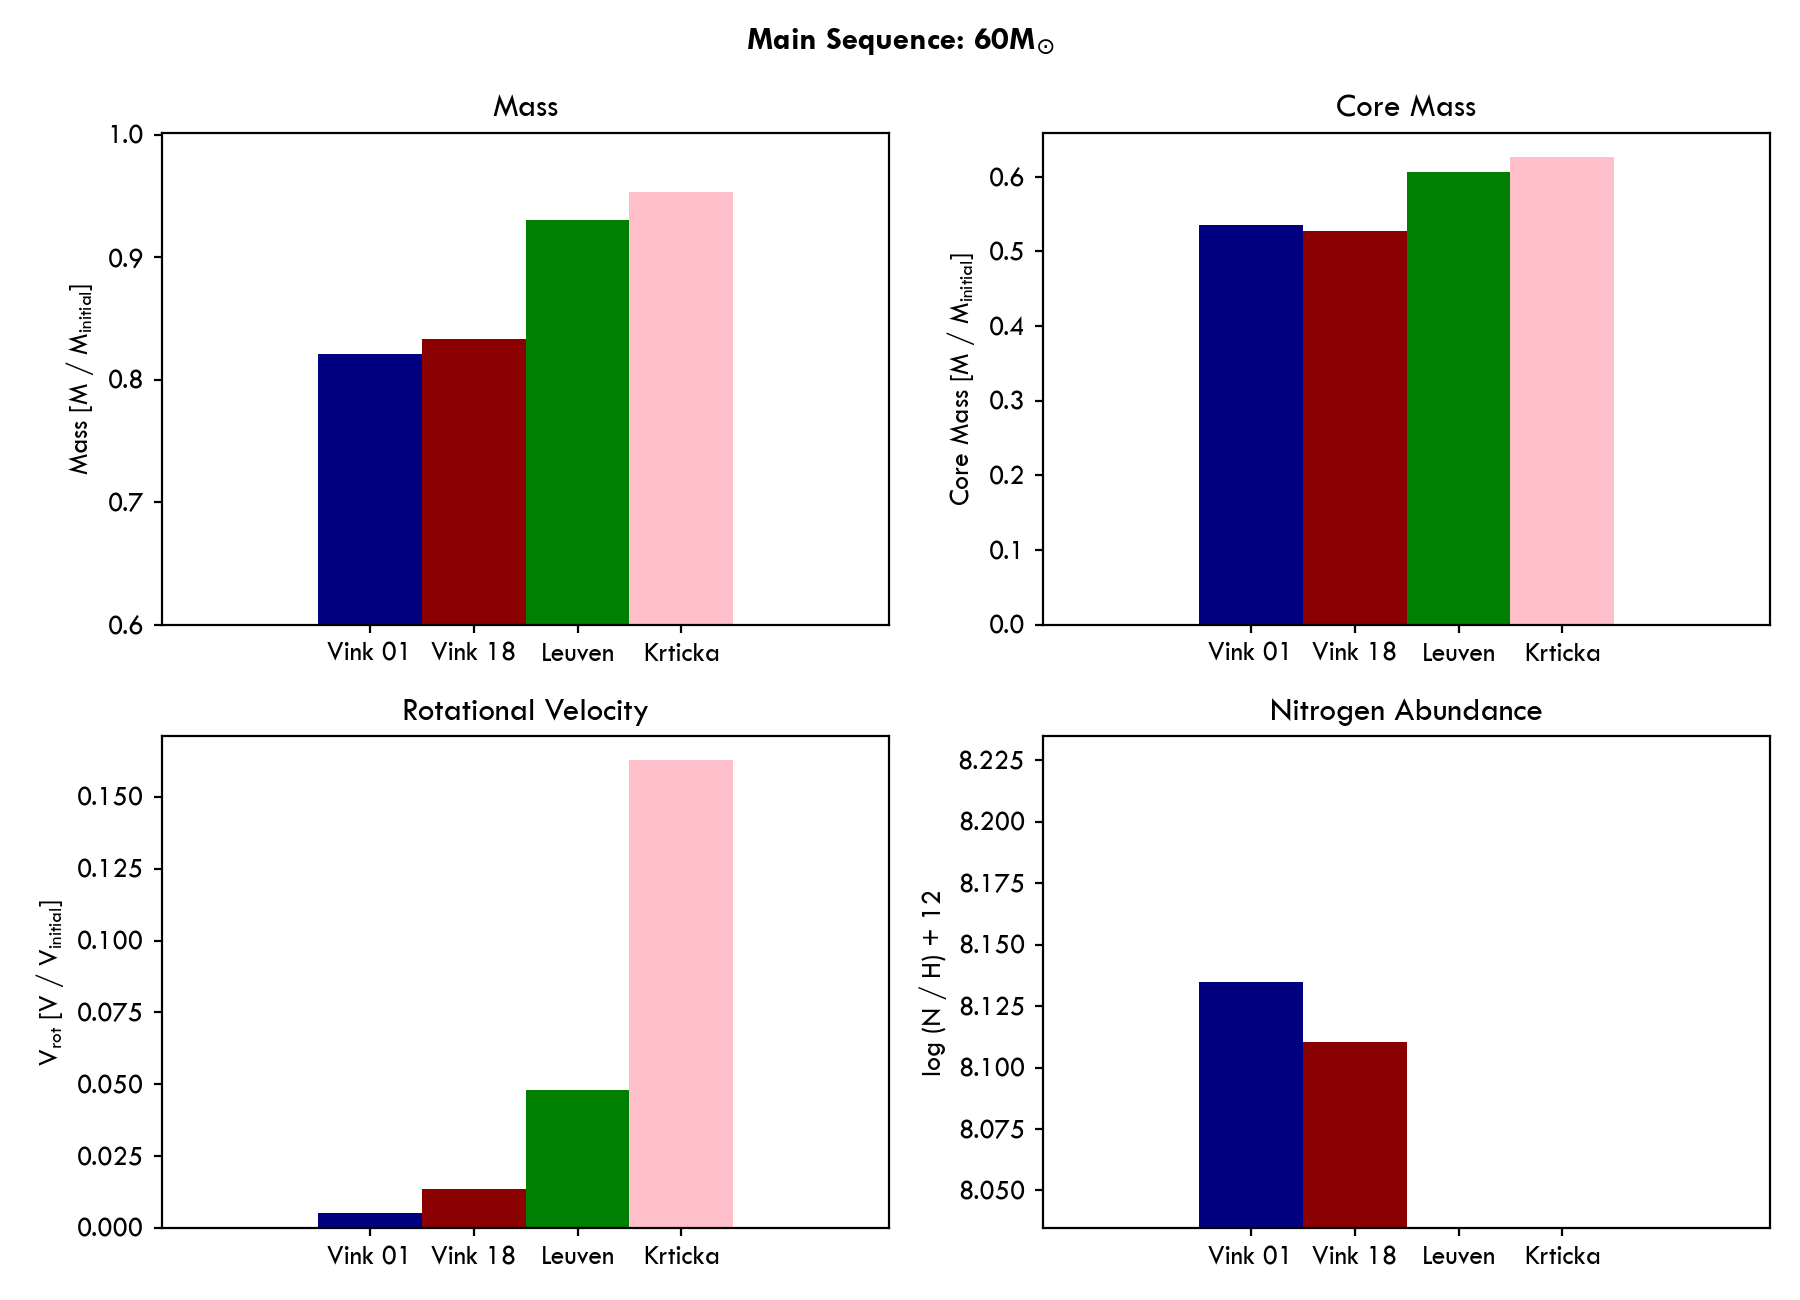 Main Sequence: 60M⊙
Mass
Mass [M / Minitial]
1.0
0.9
0.8
0.7
0.6
Vink 01 Vink 18 Leuven Krticka
Core Mass
Core Mass [M / Minitial]
0.6
0.5
0.4
0.3
0.2
0.1
0.0
Vink 01 Vink 18 Leuven Krticka
Rotational Velocity
Vrot [V / Vinitial]
0.150
0.125
0.100
0.075
0.050
0.025
0.000
Vink 01 Vink 18 Leuven Krticka
Nitrogen Abundance
log (N / H) + 12
8.225
8.200
8.175
8.150
8.125
8.100
8.075
8.050
Vink 01 Vink 18 Leuven Krticka